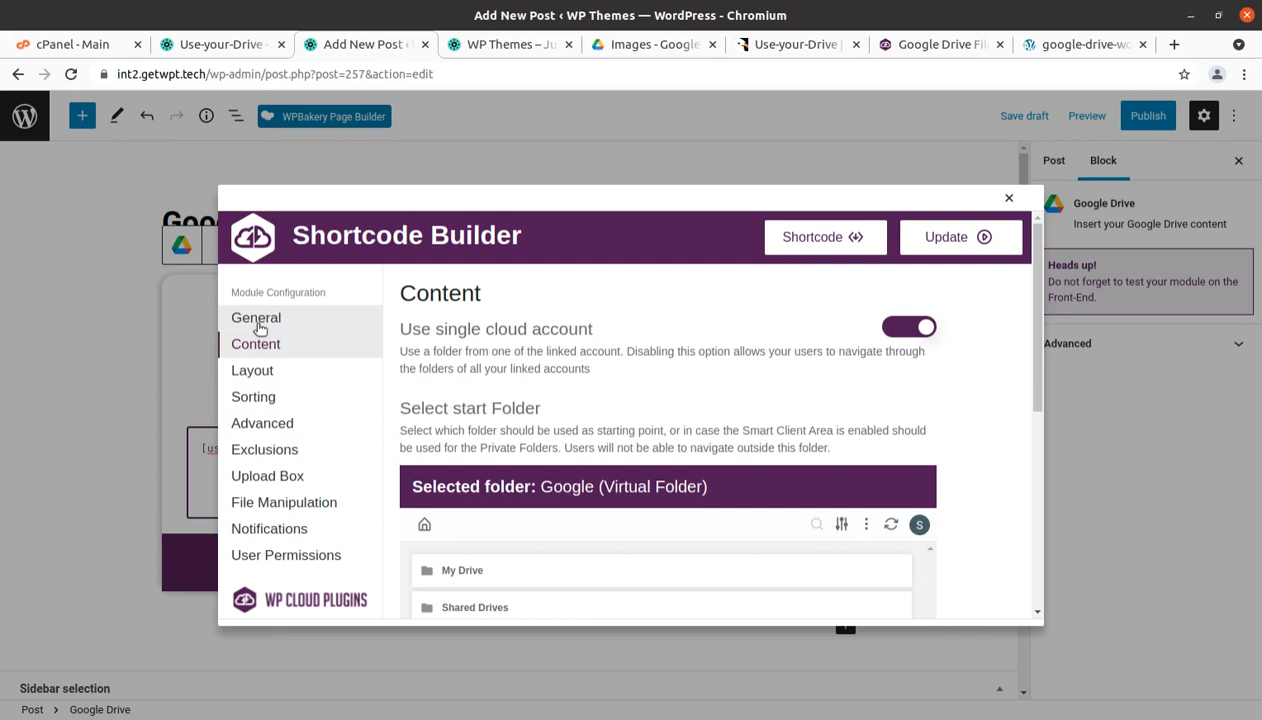 Add New Post ‹ WP Themes — WordPress - Chromium
cPanel - Main
Use-your-Drive -
Add New Post ‹
WP Themes – Ju
Images - Google
Use-your-Drive |
Google Drive Fil
google-drive-wo
int2.getwpt.tech/wp-admin/post.php?post=257&action=edit
WPBakery Page Builder
Save draft
Preview
Publish
Post
Block
Google Drive
Insert your Google Drive content
Heads up!
Do not forget to test your module on the
Front-End.
Advanced
Goo
[us
Shortcode Builder
Shortcode
Update
Module Configuration
General
Content
Layout
Sorting
Advanced
Exclusions
Upload Box
File Manipulation
Notifications
User Permissions
WP CLOUD PLUGINS
Content
Use single cloud account
Use a folder from one of the linked account. Disabling this option allows your users to navigate through
the folders of all your linked accounts
Select start Folder
Select which folder should be used as starting point, or in case the Smart Client Area is enabled should
be used for the Private Folders. Users will not be able to navigate outside this folder.
Selected folder: Google (Virtual Folder)
S
My Drive
Shared Drives
Sidebar selection
Post > Google Drive